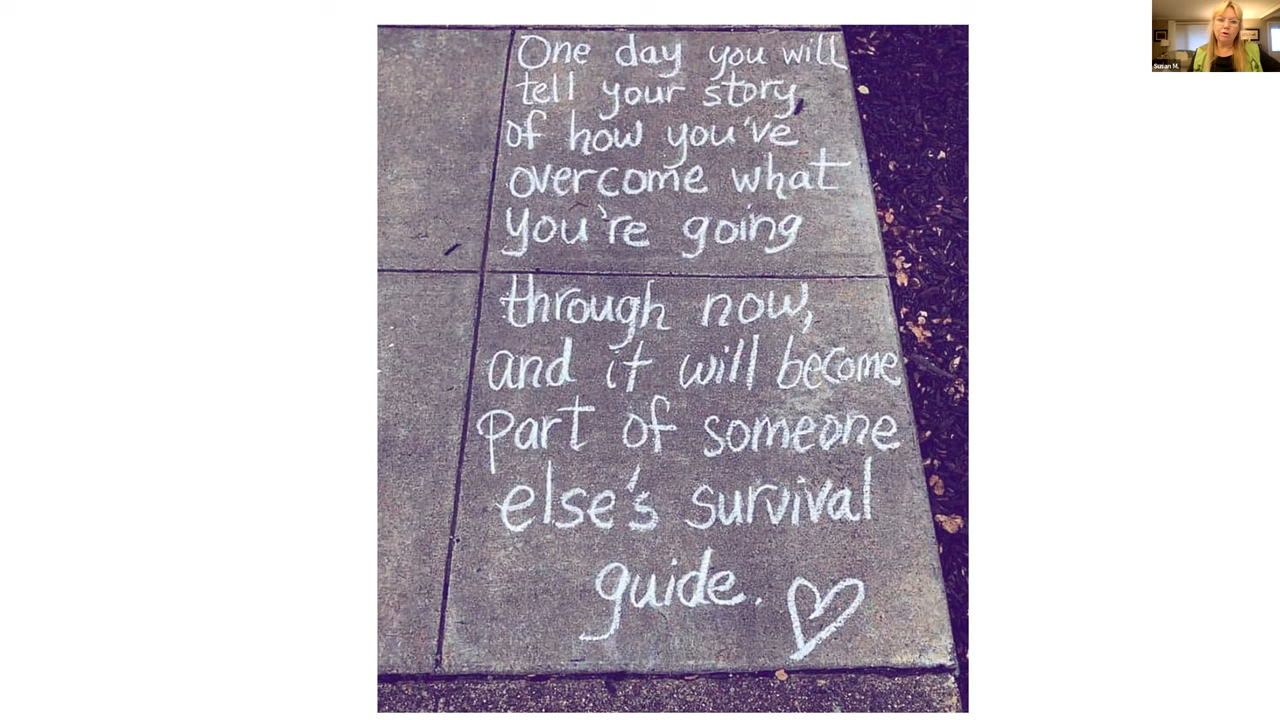 One day you will
tell your story
of how you've
overcome what
you're going
through now,
and it will become
part of someone
else's survival
guide.
Susan M.